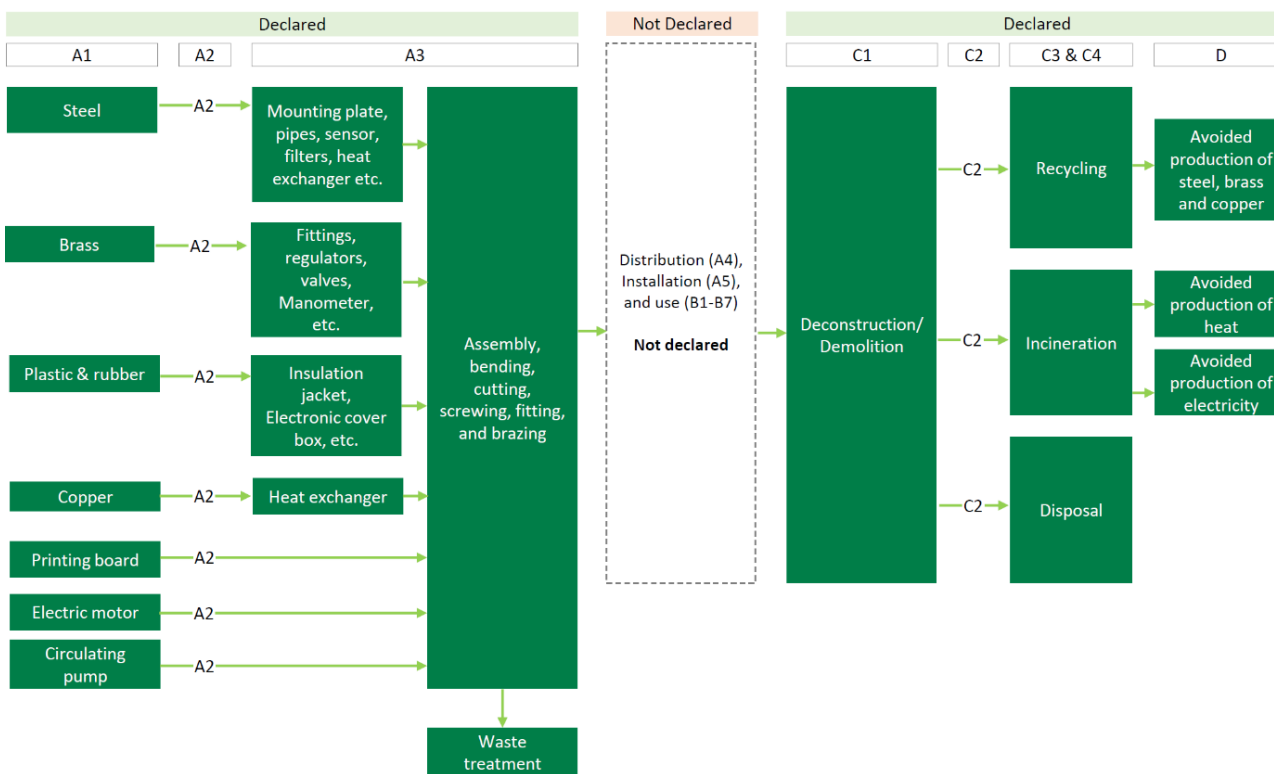 Declared
Not Declared
Declared
A1
A2
A3
C1
C2
C3 & C4
D
Steel
A2
Mounting plate,
pipes, sensor,
filters, heat
exchanger etc.
Brass
A2
Fittings,
regulators,
valves,
Manometer,
etc.
Plastic & rubber
A2
Insulation
jacket,
Electronic cover
box, etc.
Copper
A2
Heat exchanger
Printing board
A2
Electric motor
A2
Circulating
pump
A2
Assembly,
bending,
cutting,
screwing, fitting,
and brazing
Waste
treatment
Distribution (A4),
Installation (A5),
and use (B1-B7)
Not declared
Deconstruction/
Demolition
C2
Recycling
Avoided
production of
steel, brass
and copper
C2
Incineration
Avoided
production of
heat
Avoided
production of
electricity
C2
Disposal